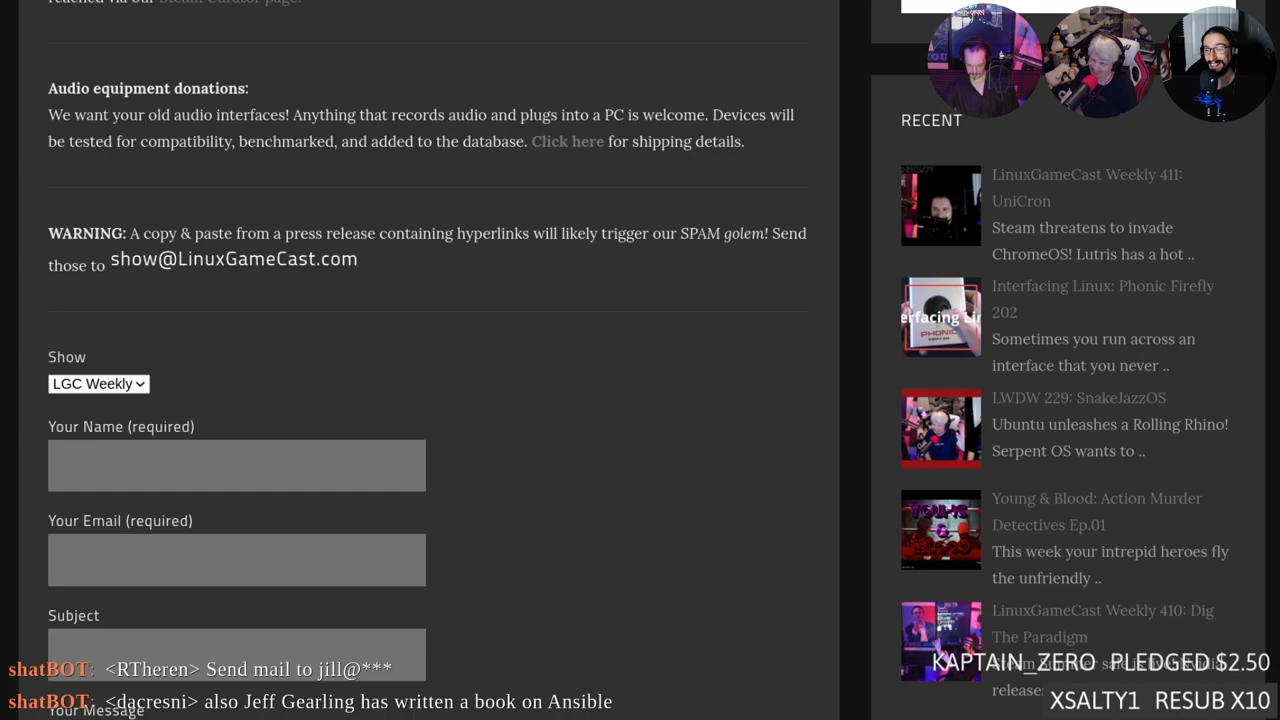 reached via our Steam Curator page.
Audio equipment donations:
We want your old audio interfaces! Anything that records audio and plugs into a PC is welcome. Devices will
be tested for compatibility, benchmarked, and added to the database. Click here for shipping details.
WARNING: A copy & paste from a press release containing hyperlinks will likely trigger our SPAM golem! Send
those to show@LinuxGameCast.com
Show
LGC Weekly
Your Name (required)
Your Email (required)
Subject
shatBOT: <RTheren> Send mail to jill@***
shatBOT: <dacresni> also Jeff Gearling has written a book on Ansible
Your Message
RECENT
LinuxGameCast Weekly 411:
UniCron
Steam threatens to invade
ChromeOS! Lutris has a hot ..
Interfacing Linux: Phonic Firefly
202
Sometimes you run across an
interface that you never ..
LWDW 229: SnakeJazzOS
Ubuntu unleashes a Rolling Rhino!
Serpent OS wants to ..
Young & Blood: Action Murder
Detectives Ep.01
This week your intrepid heroes fly
the unfriendly ..
LinuxGameCast Weekly 410: Dig
The Paradigm
KAPTAIN_ZERO PLEDGED $2.50
XSALTY1 RESUB X10